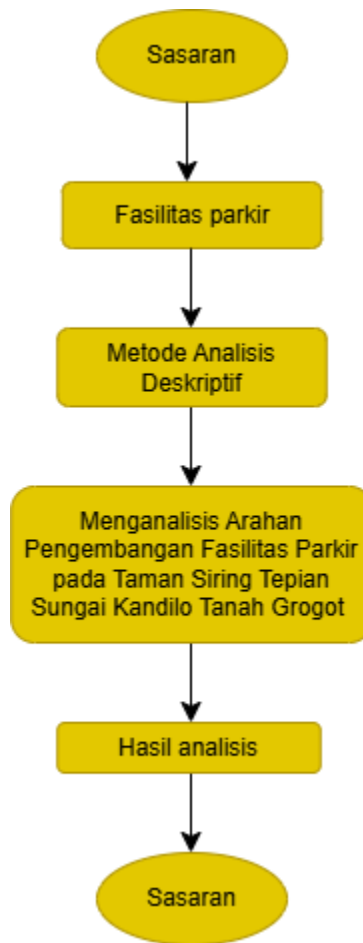 Sasaran
Fasilitas parkir
Metode Analisis
Deskriptif
Menganalisis Arahan
Pengembangan Fasilitas Parkir
pada Taman Siring Tepian
Sungai Kandilo Tanah Grogot
Hasil analisis
Sasaran